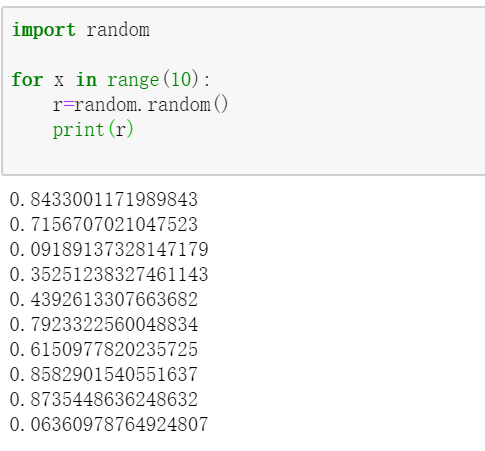 import random
for x in range(10):
    r=random.random()
    print(r)
0.8433001171989843
0.7156707021047523
0.09189137328147179
0.35251238327461143
0.4392613307663682
0.7923322560048834
0.6150977820235725
0.8582901540551637
0.8735448636248632
0.06360978764924807